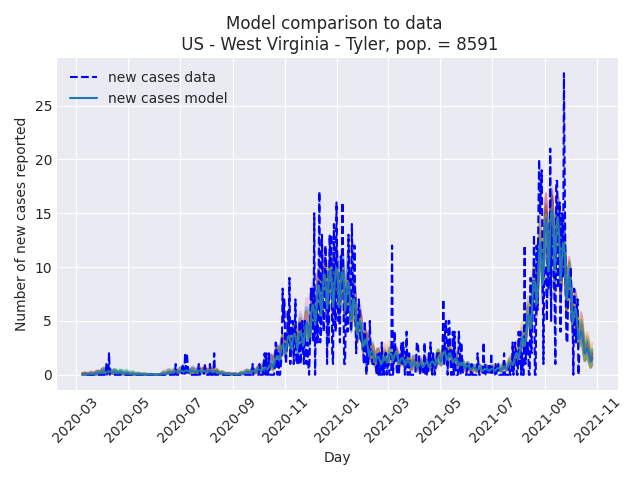 Model comparison to data
US - West Virginia - Tyler, pop. = 8591
new cases data
new cases model
Number of new cases reported
25
20
15
10
5
0
2020-03
2020-05
2020-07
2020-09
2020-11
2021-01
2021-03
2021-05
2021-07
2021-09
2021-11
Day